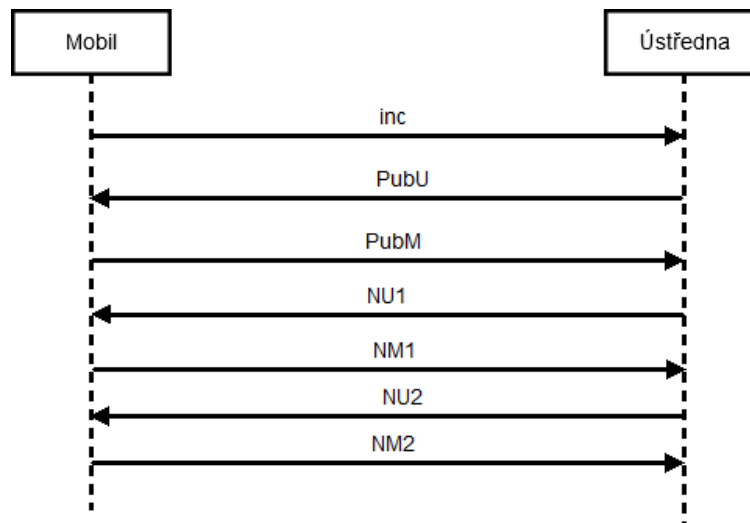 Mobil
Ústředna
inc
PubU
PubM
NU1
NM1
NU2
NM2